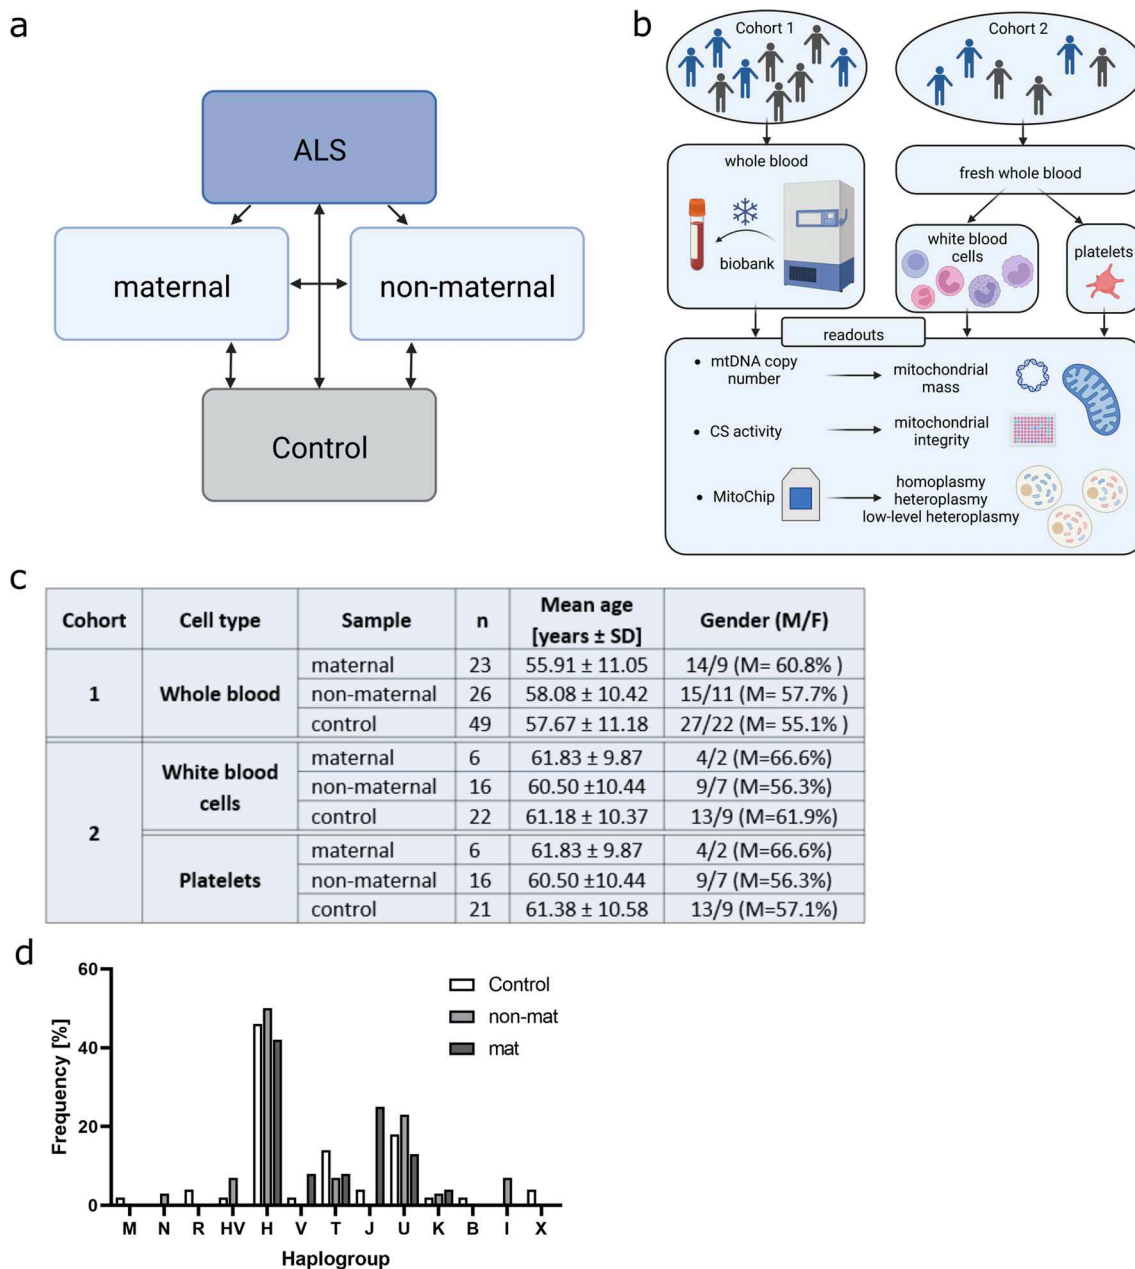 a
ALS
maternal
non-maternal
Control
b
Cohort 1
Cohort 2
whole blood
biobank
fresh whole blood
white blood
cells
platelets
readouts
• mtDNA copy
number
mitochondrial
mass
• CS activity
mitochondrial
integrity
• MitoChip
homoplasmy
heteroplasmy
low-level heteroplasmy
c
Cohort Cell type Sample n Mean age [years ± SD] Gender (M/F)
1 Whole blood maternal 23 55.91 ± 11.05 14/9 (M= 60.8% )
non-maternal 26 58.08 ± 10.42 15/11 (M= 57.7% )
control 49 57.67 ± 11.18 27/22 (M= 55.1% )
2 White blood cells maternal 6 61.83 ± 9.87 4/2 (M=66.6%)
non-maternal 16 60.50 ±10.44 9/7 (M=56.3%)
control 22 61.18 ± 10.37 13/9 (M=61.9%)
Platelets maternal 6 61.83 ± 9.87 4/2 (M=66.6%)
non-maternal 16 60.50 ±10.44 9/7 (M=56.3%)
control 21 61.38 ± 10.58 13/9 (M=57.1%)
d
Frequency [%]
60
40
20
0
Control
non-mat
mat
M N R HV H V T J U K B I X
Haplogroup